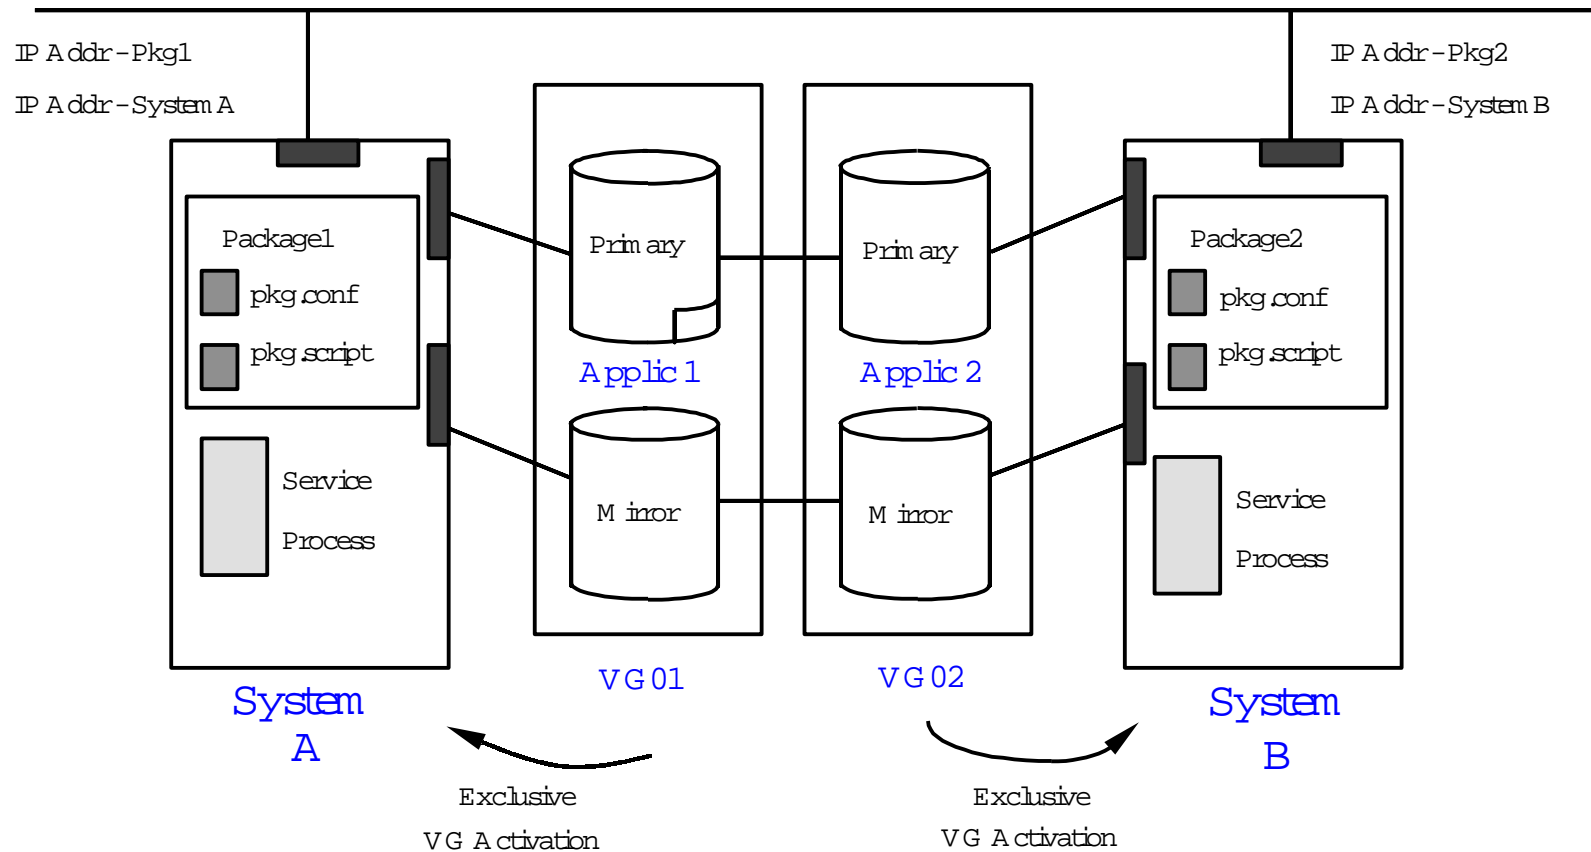 IP Addr-Pkg1
IP Addr-System A
IP Addr-Pkg2
IP Addr-System B
Package1
pkg.conf
pkg.script
Service
Process
System
A
Primary
Applic 1
Mirror
VG01
Primary
Applic 2
Mirror
VG02
Package2
pkg.conf
pkg.script
Service
Process
System
B
Exclusive
VG Activation
Exclusive
VG Activation